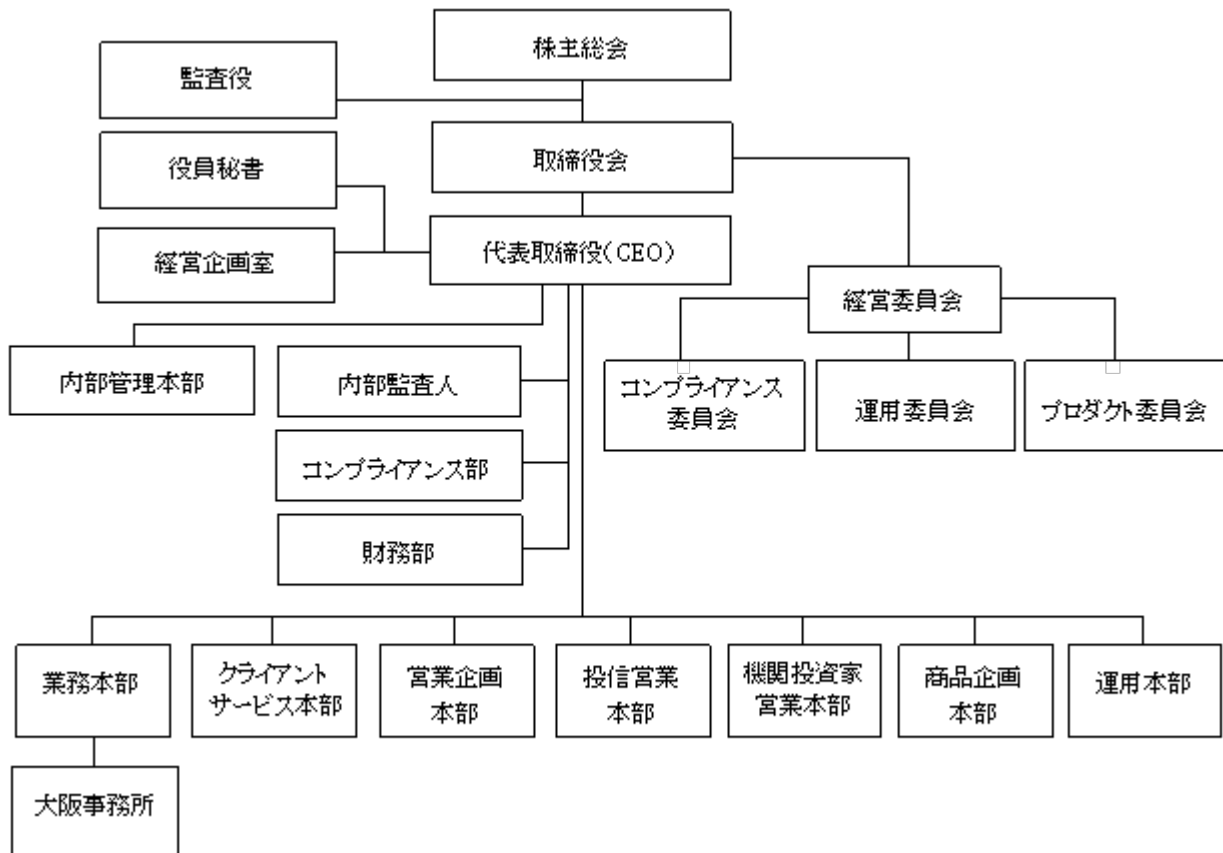 株主総会
監査役
取締役会
役員秘書
代表取締役(CEO)
経営企画室
経営委員会
内部管理本部
内部監査人
コンプライアンス
委員会
運用委員会
プロダクト委員会
コンプライアンス部
財務部
業務本部
クライアント
サービス本部
営業企画
本部
投信営業
本部
機関投資家
営業本部
商品企画
本部
運用本部
大阪事務所